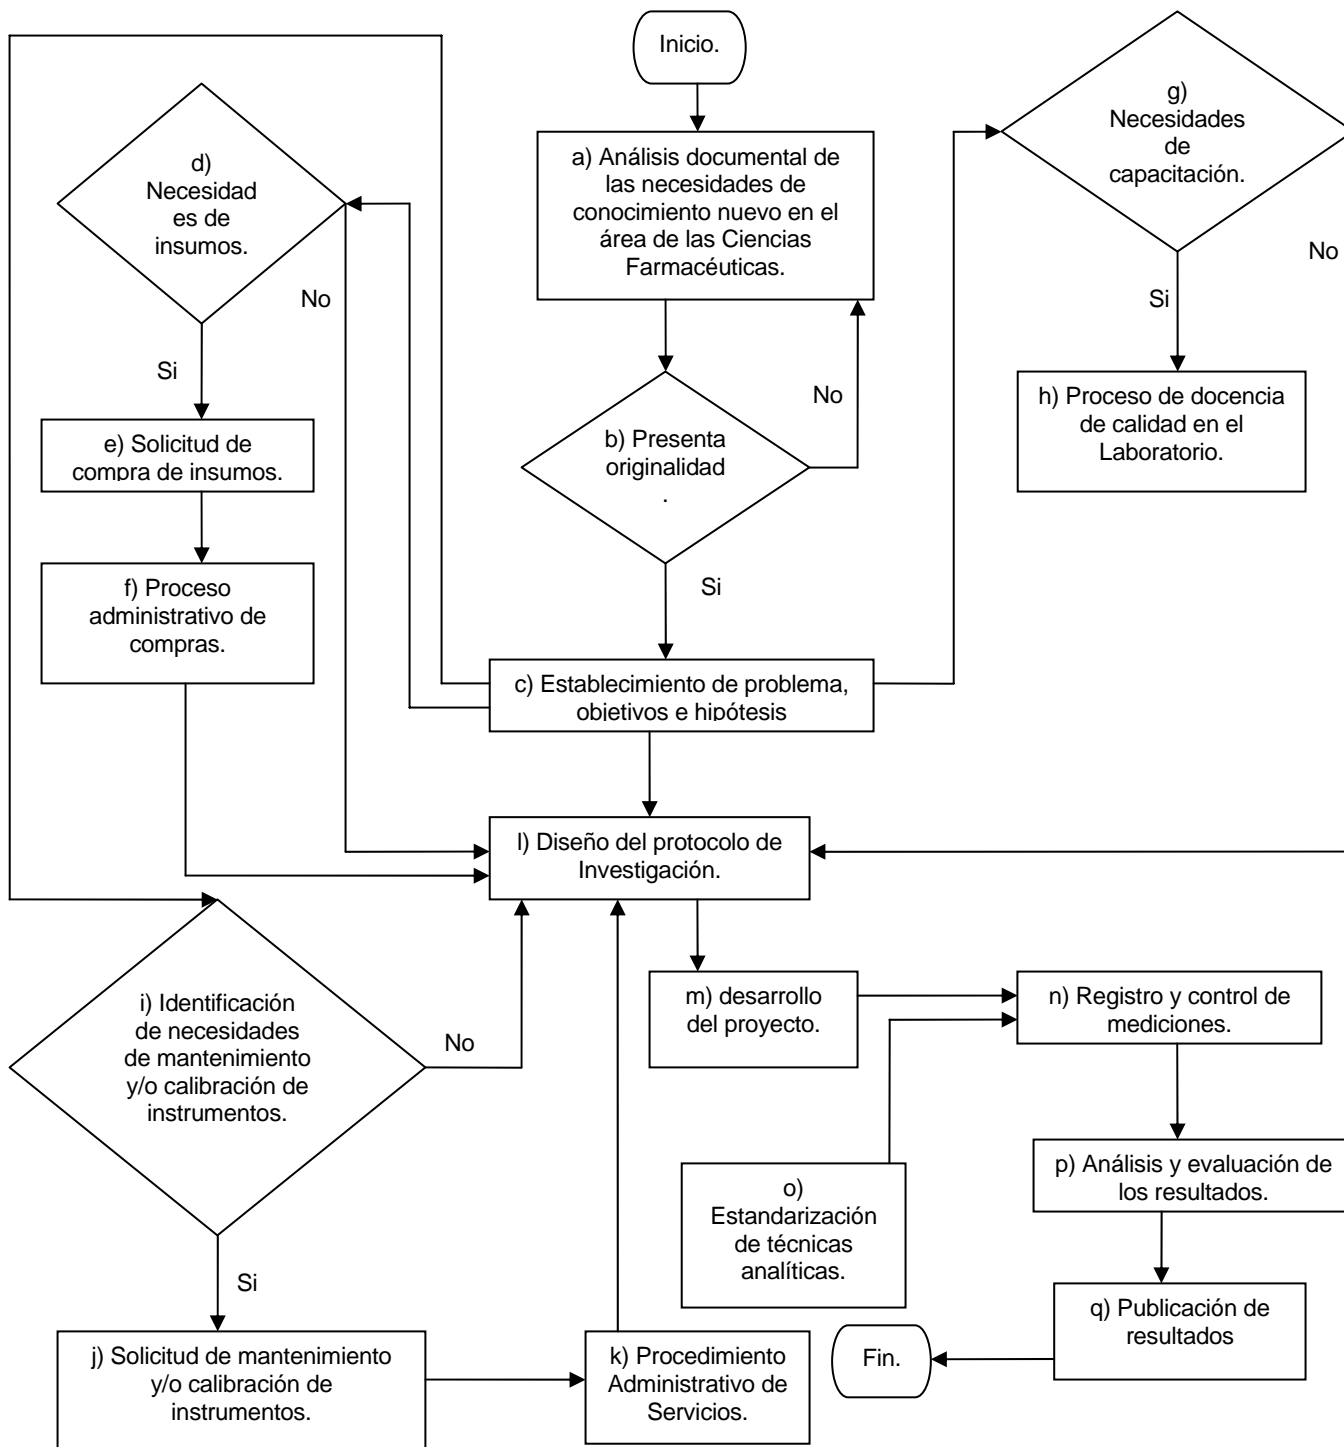 Inicio.
a) Análisis documental de
las necesidades de
conocimiento nuevo en el
área de las Ciencias
Farmacéuticas.
No
b) Presenta
originalidad
.
Si
c) Establecimiento de problema,
objetivos e hipótesis
d)
Necesidad
es de
insumos.
No
Si
e) Solicitud de
compra de insumos.
f) Proceso
administrativo de
compras.
g)
Necesidades
de
capacitación.
No
Si
h) Proceso de docencia
de calidad en el
Laboratorio.
l) Diseño del protocolo de
Investigación.
i) Identificación
de necesidades
de mantenimiento
y/o calibración de
instrumentos.
No
Si
j) Solicitud de mantenimiento
y/o calibración de
instrumentos.
k) Procedimiento
Administrativo de
Servicios.
m) desarrollo
del proyecto.
n) Registro y control de
mediciones.
o)
Estandarización
de técnicas
analíticas.
p) Análisis y evaluación de
los resultados.
q) Publicación de
resultados
Fin.